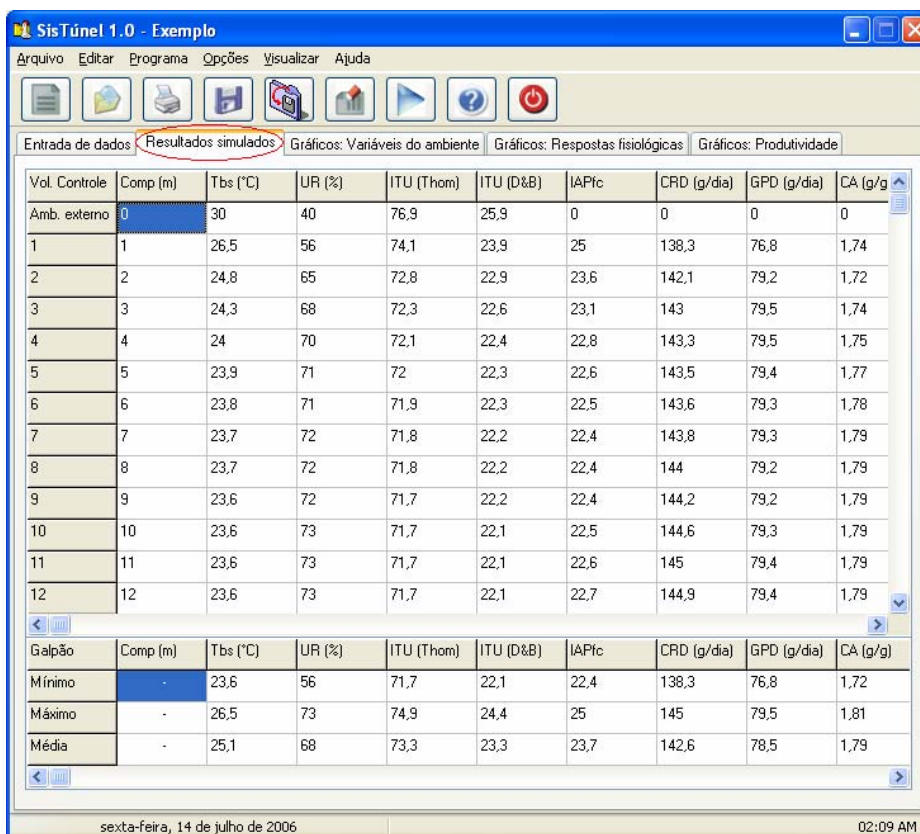 SisTúnel 1.0 - Exemplo
Arquivo Editar Programa Opções Visualizar Ajuda
Entrada de dados Resultados simulados Gráficos: Variáveis do ambiente Gráficos: Respostas fisiológicas Gráficos: Produtividade
Vol. Controle Comp (m) Tbs (°C) UR (%) ITU (Thom) ITU (D&B) IAPfc CRD (g/dia) GPD (g/dia) CA (g/g
Amb. externo 0 30 40 76,9 25,9 0 0 0 0
1 1 26,5 56 74,1 23,9 25 138,3 76,8 1,74
2 2 24,8 65 72,8 22,9 23,6 142,1 79,2 1,72
3 3 24,3 68 72,3 22,6 23,1 143 79,5 1,74
4 4 24 70 72,1 22,4 22,8 143,3 79,5 1,75
5 5 23,9 71 72 22,3 22,6 143,5 79,4 1,77
6 6 23,8 71 71,9 22,3 22,5 143,6 79,3 1,78
7 7 23,7 72 71,8 22,2 22,4 143,8 79,3 1,79
8 8 23,7 72 71,8 22,2 22,4 144 79,2 1,79
9 9 23,6 72 71,7 22,2 22,4 144,2 79,2 1,79
10 10 23,6 73 71,7 22,1 22,5 144,6 79,3 1,79
11 11 23,6 73 71,7 22,1 22,6 145 79,4 1,79
12 12 23,6 73 71,7 22,1 22,7 144,9 79,4 1,79
Galpão Comp (m) Tbs (°C) UR (%) ITU (Thom) ITU (D&B) IAPfc CRD (g/dia) GPD (g/dia) CA (g/g)
Mínimo - 23,6 56 71,7 22,1 22,4 138,3 76,8 1,72
Máximo - 26,5 73 74,9 24,4 25 145 79,5 1,81
Média - 25,1 68 73,3 23,3 23,7 142,6 78,5 1,79
sexta-feira, 14 de julho de 2006 02:09 AM